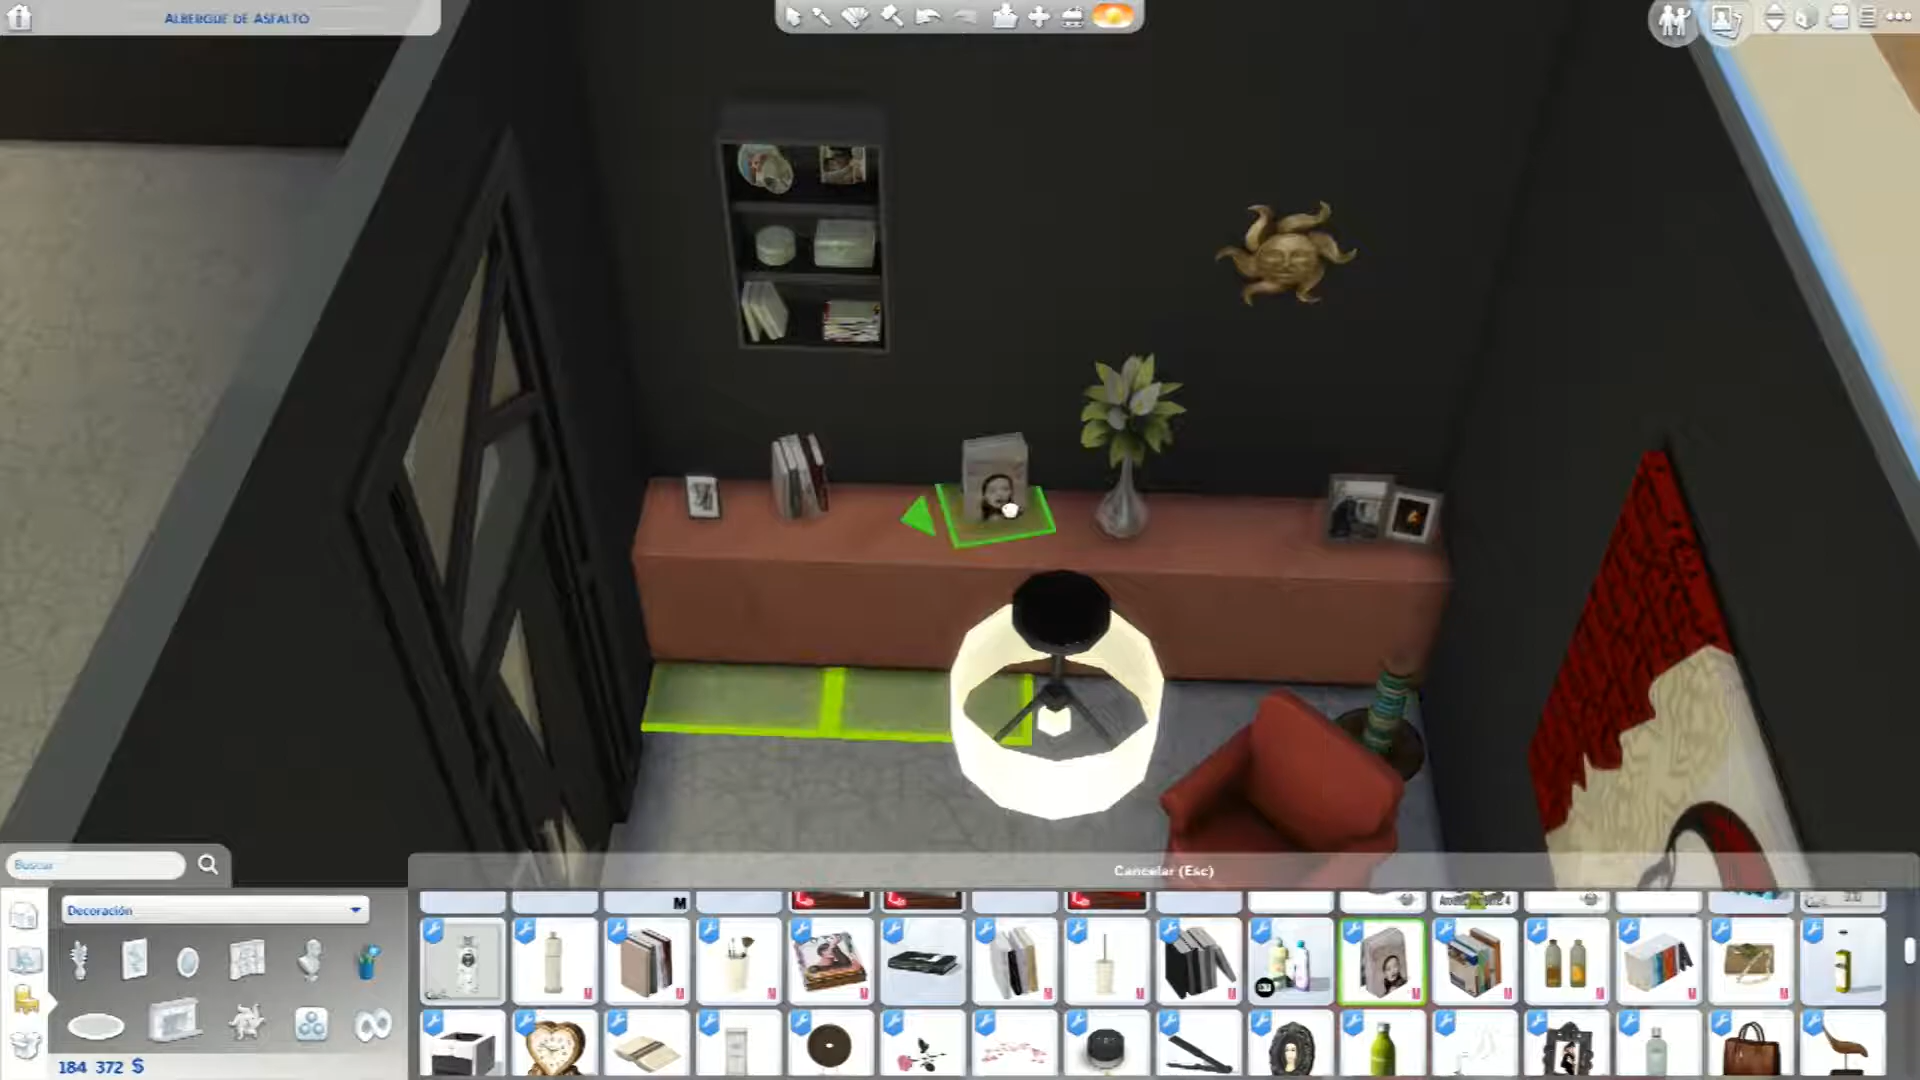 ALBERGUE DE ASFALTO
Cancelar (Esc)
Buscar
Decoración
M
184 372 $